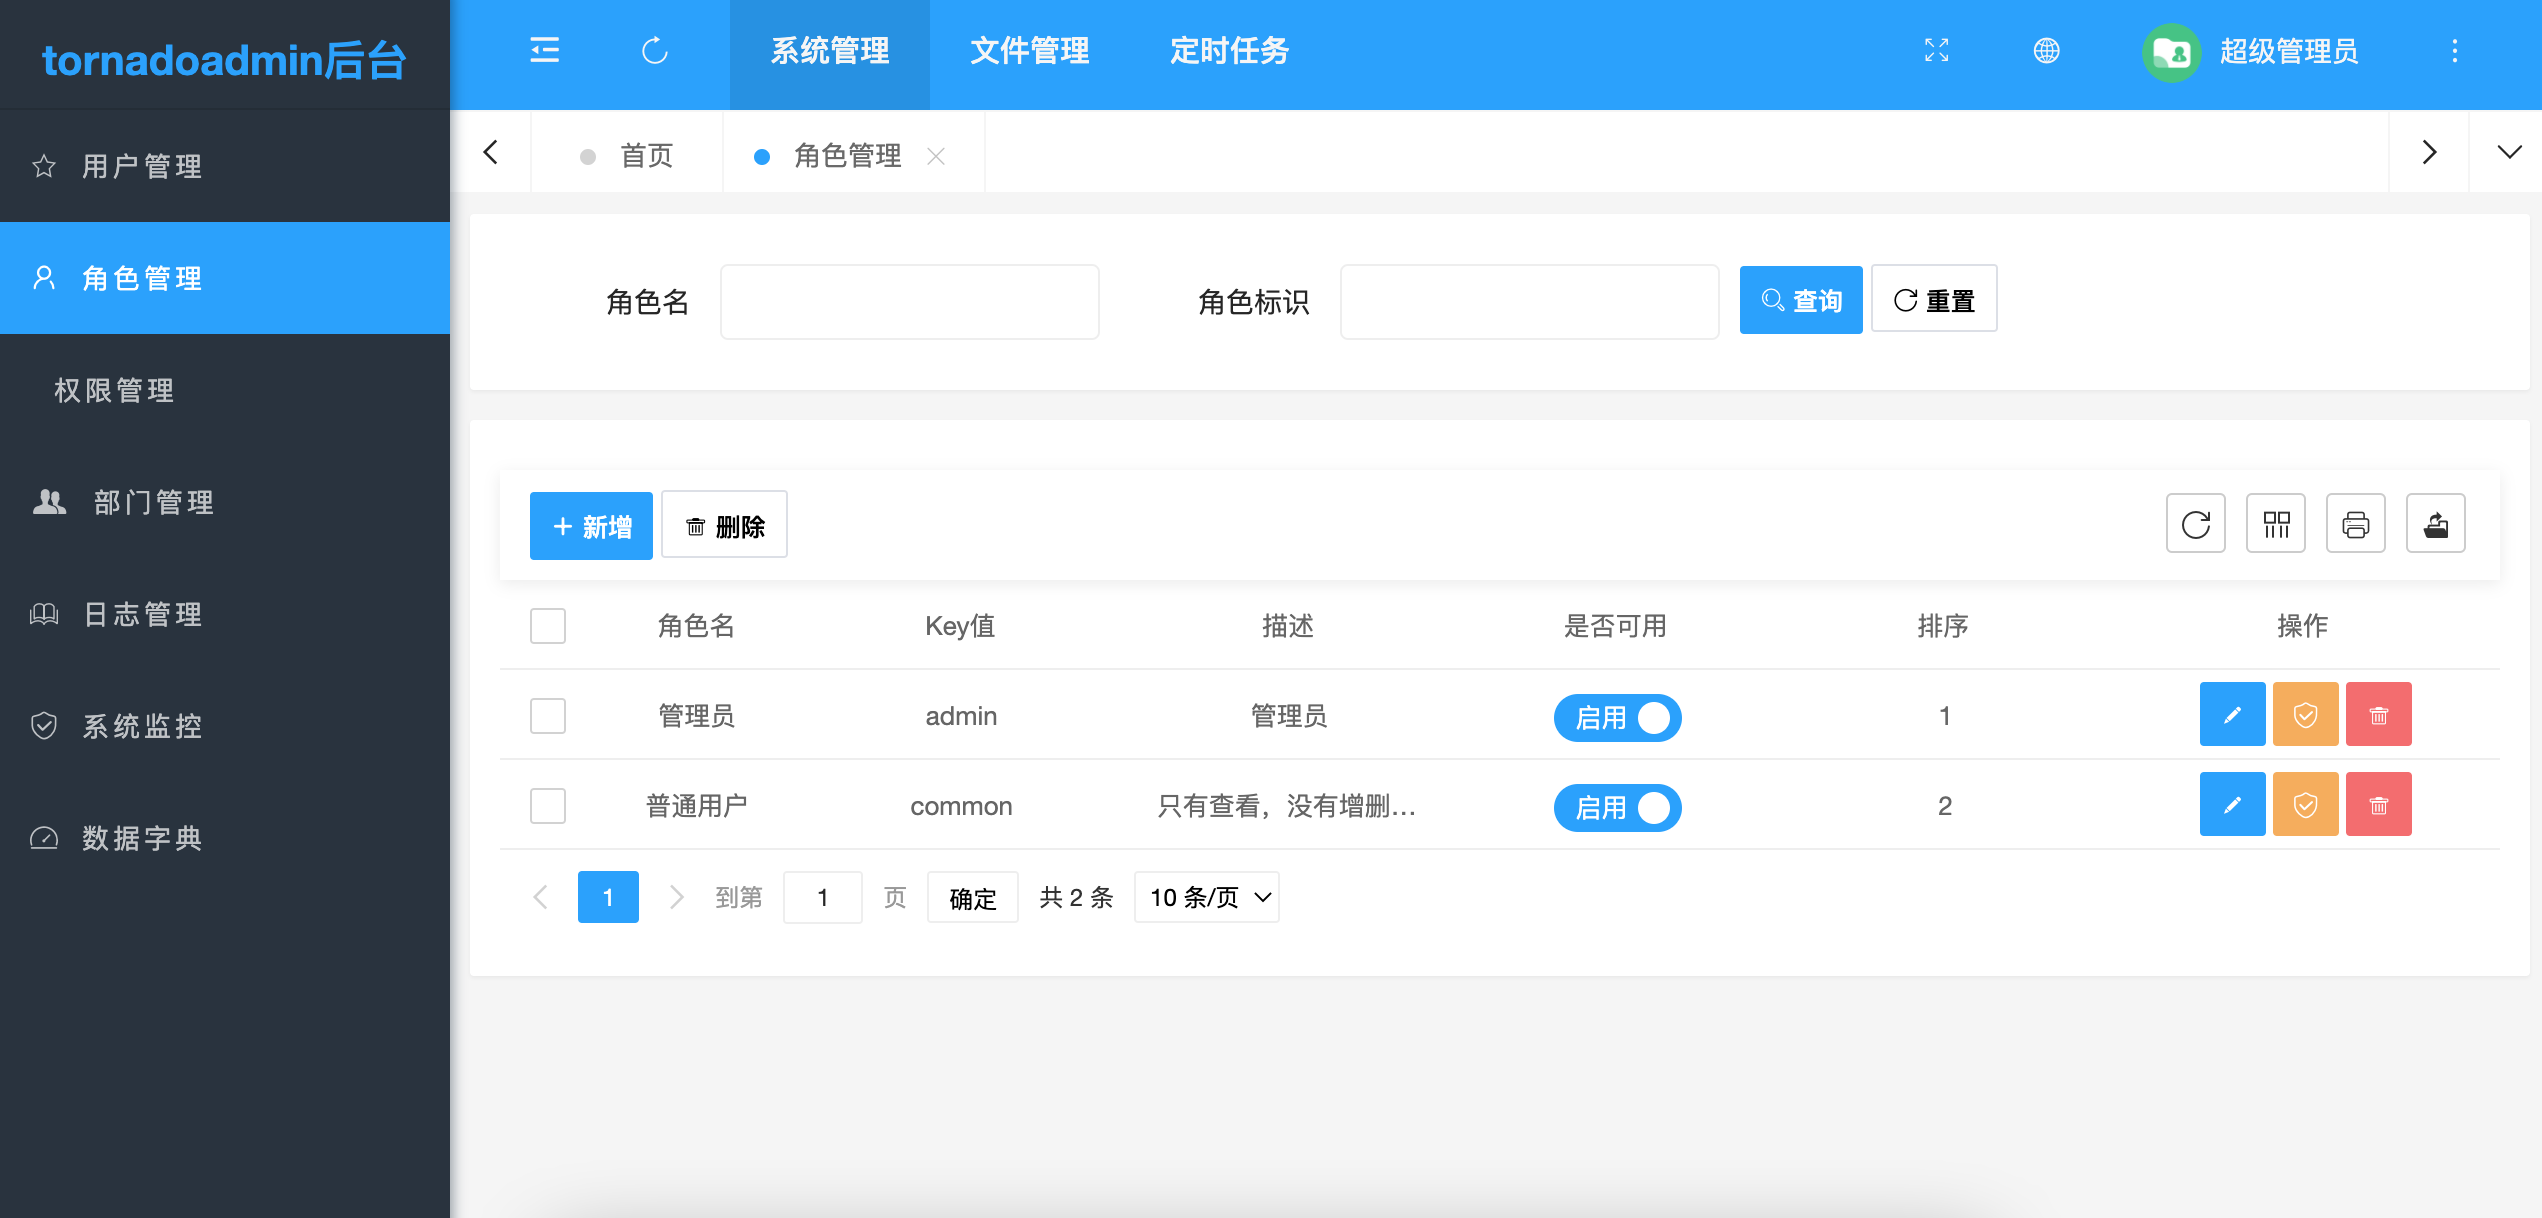 tornadoadmin后台
系统管理 文件管理 定时任务 超级管理员
首页 角色管理
用户管理
角色管理
权限管理
部门管理
日志管理
系统监控
数据字典
角色名 角色标识 查询 重置
新增 删除
角色名 Key值 描述 是否可用 排序 操作
管理员 admin 管理员 启用 1
普通用户 common 只有查看，没有增删... 启用 2
1 到第 1 页 确定 共 2 条 10 条/页